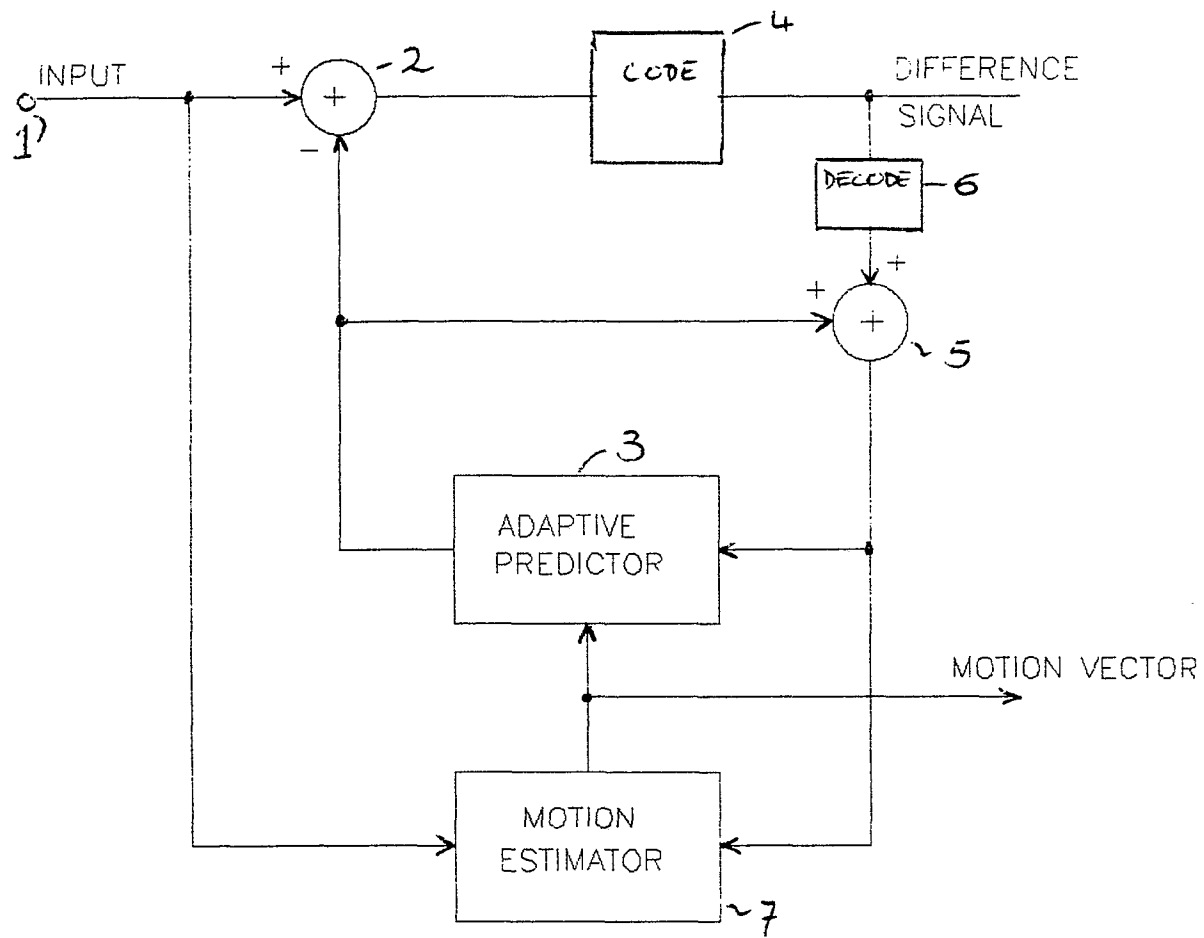 INPUT
1
+
-
+
2
4
CODE
DIFFERENCE
SIGNAL
DECODE
6
+
+
+
5
3
ADAPTIVE
PREDICTOR
MOTION VECTOR
MOTION
ESTIMATOR
7